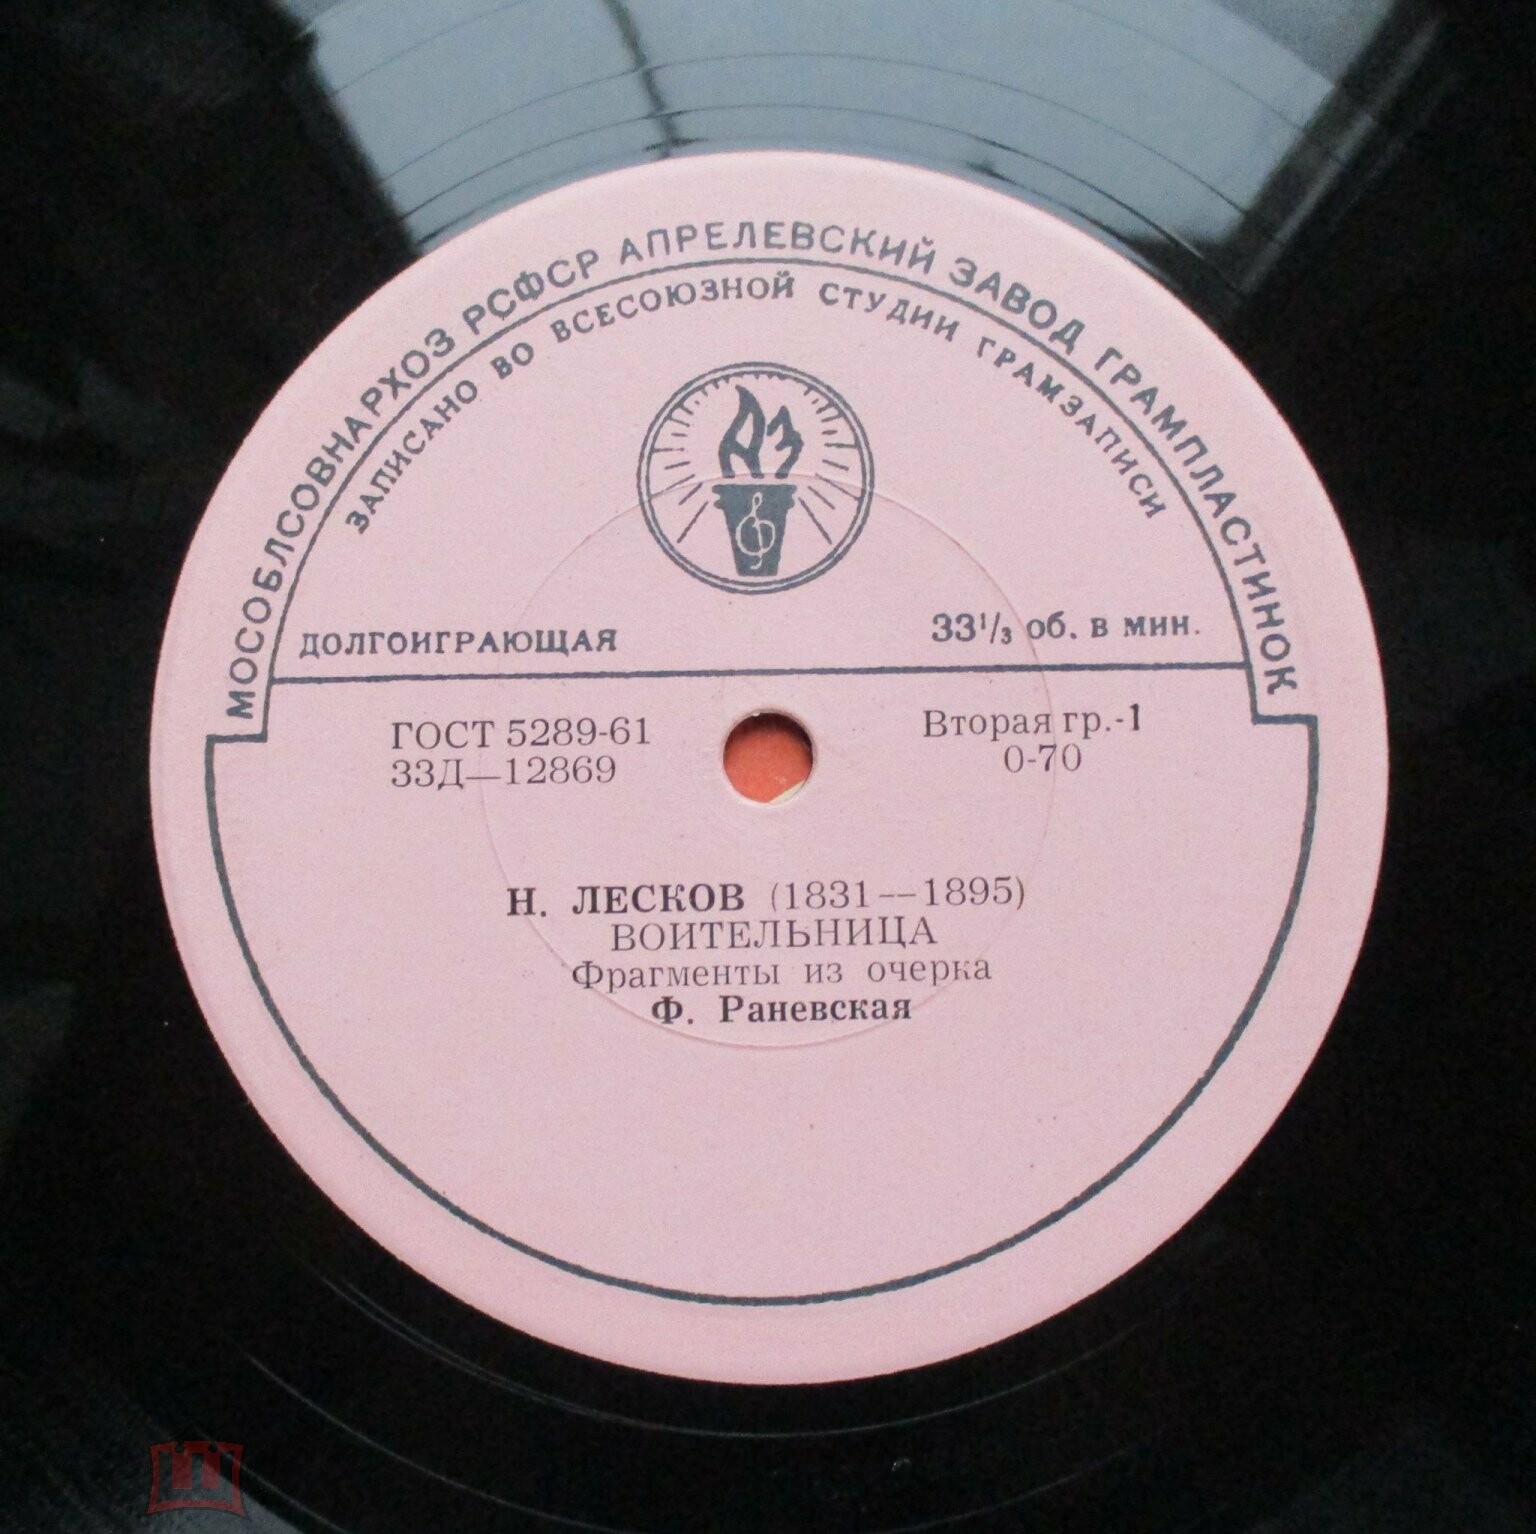 МОСОБЛСОВНАРХОЗ РСФСР АПРЕЛЕВСКИЙ ЗАВОД ГРАМПЛАСТИНОК
ЗАПИСАНО ВО ВСЕСОЮЗНОЙ СТУДИИ ГРАМЗАПИСИ
АЗ
ДОЛГОИГРАЮЩАЯ
33⅓ об. в мин.
ГОСТ 5289-61
33Д—12869
Вторая гр.-1
0-70
Н. ЛЕСКОВ (1831—1895)
ВОИТЕЛЬНИЦА
Фрагменты из очерка
Ф. Раневская